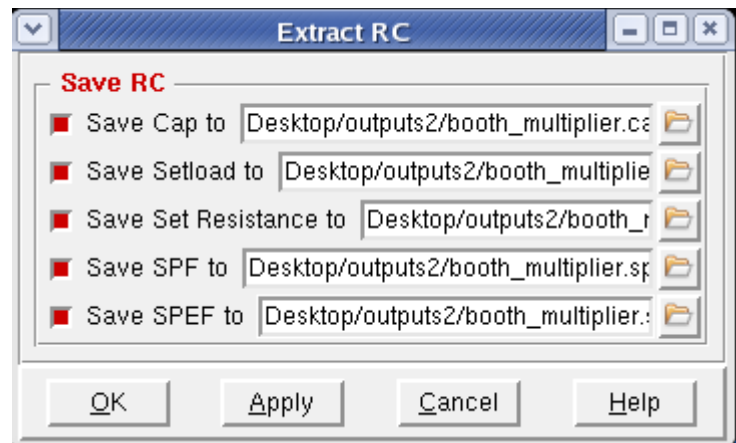 Extract RC
Save RC
Save Cap to Desktop/outputs2/booth_multiplier.ca
Save Setload to Desktop/outputs2/booth_multiplie
Save Set Resistance to Desktop/outputs2/booth_r
Save SPF to Desktop/outputs2/booth_multiplier.sp
Save SPEF to Desktop/outputs2/booth_multiplier.s
OK Apply Cancel Help